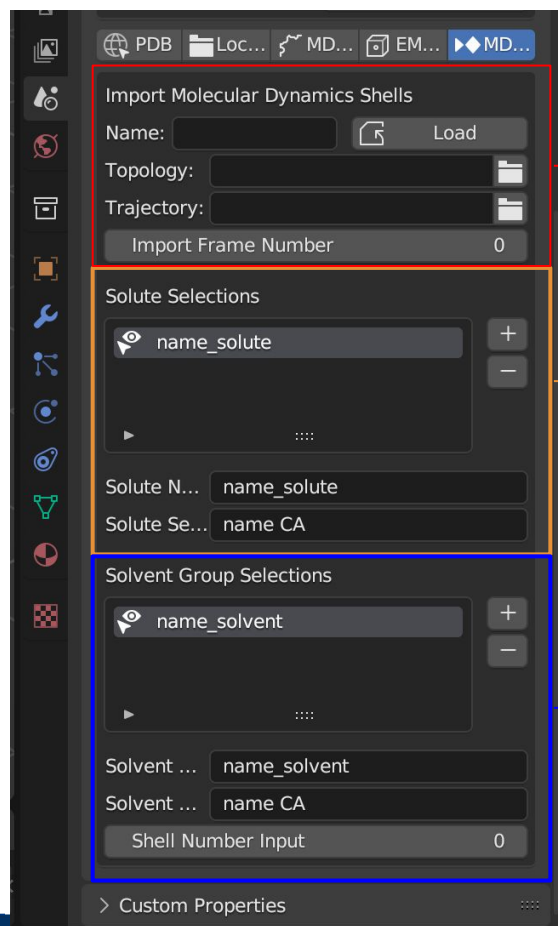 PDB Loc... MD... EM... MD...
Import Molecular Dynamics Shells
Name: Load
Topology:
Trajectory:
Import Frame Number 0
Solute Selections
name_solute
Solute N... name_solute
Solute Se... name CA
Solvent Group Selections
name_solvent
Solvent ... name_solvent
Solvent ... name CA
Shell Number Input 0
Custom Properties